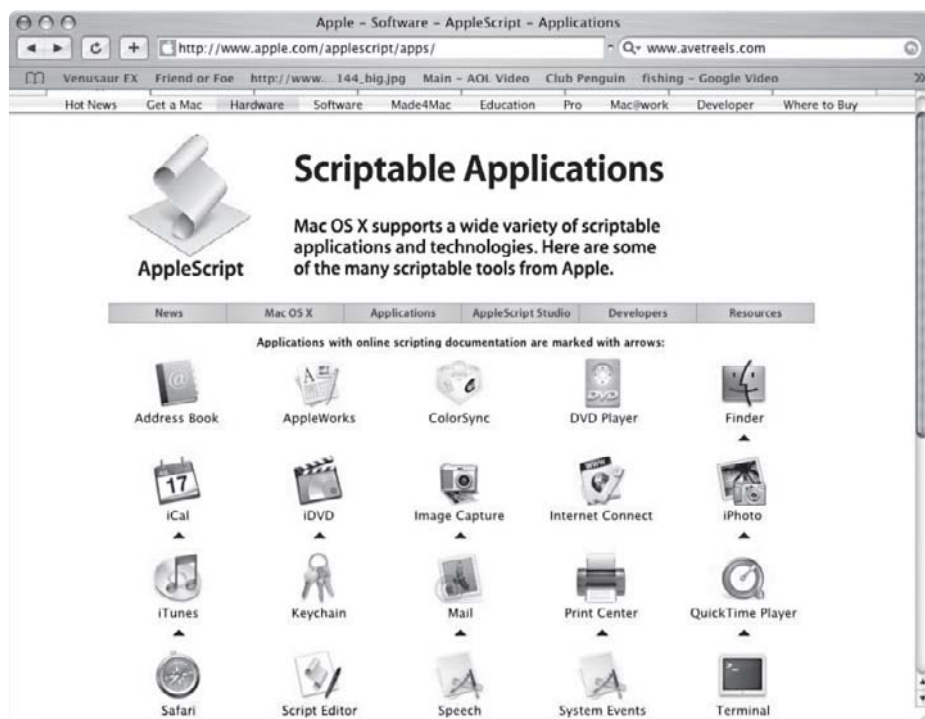 Apple – Software – AppleScript – Applications
http://www.apple.com/applescript/apps/ Q www.avetreels.com
Venusaur FX Friend or Foe http://www. 144_big.jpg Main – AOL Video Club Penguin fishing – Google Video
Hot News Get a Mac Hardware Software Made4Mac Education Pro Mac@work Developer Where to Buy
Scriptable Applications
Mac OS X supports a wide variety of scriptable
applications and technologies. Here are some
of the many scriptable tools from Apple.
AppleScript
News Mac OS X Applications AppleScript Studio Developers Resources
Applications with online scripting documentation are marked with arrows:
Address Book AppleWorks ColorSync DVD Player Finder
iCal iDVD Image Capture Internet Connect iPhoto
iTunes Keychain Mail Print Center QuickTime Player
Safari Script Editor Speech System Events Terminal